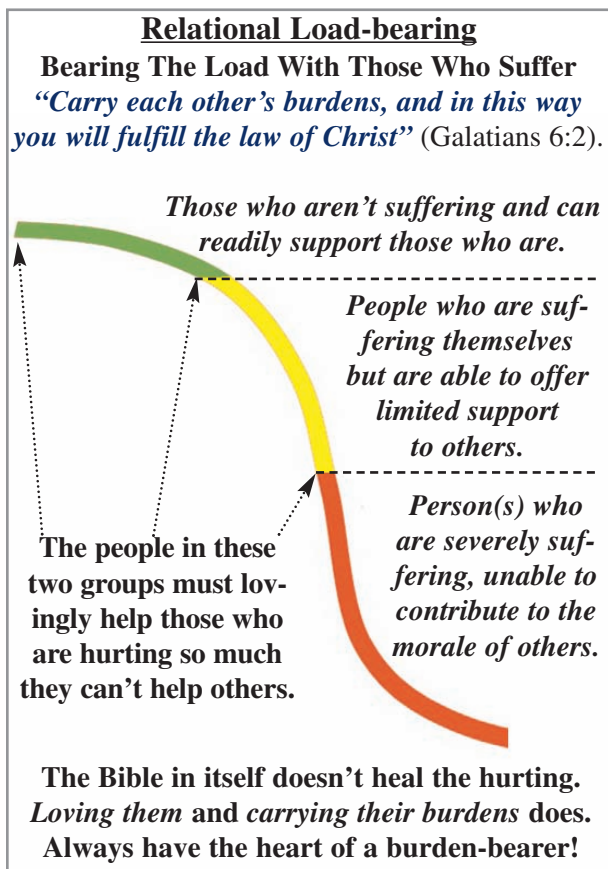 Relational Load-bearing
Bearing The Load With Those Who Suffer
“Carry each other’s burdens, and in this way
you will fulfill the law of Christ” (Galatians 6:2).
Those who aren’t suffering and can
readily support those who are.
People who are suf-
fering themselves
but are able to offer
limited support
to others.
Person(s) who
are severely suf-
fering, unable to
contribute to the
morale of others.
The people in these
two groups must lov-
ingly help those who
are hurting so much
they can’t help others.
The Bible in itself doesn’t heal the hurting.
Loving them and carrying their burdens does.
Always have the heart of a burden-bearer!